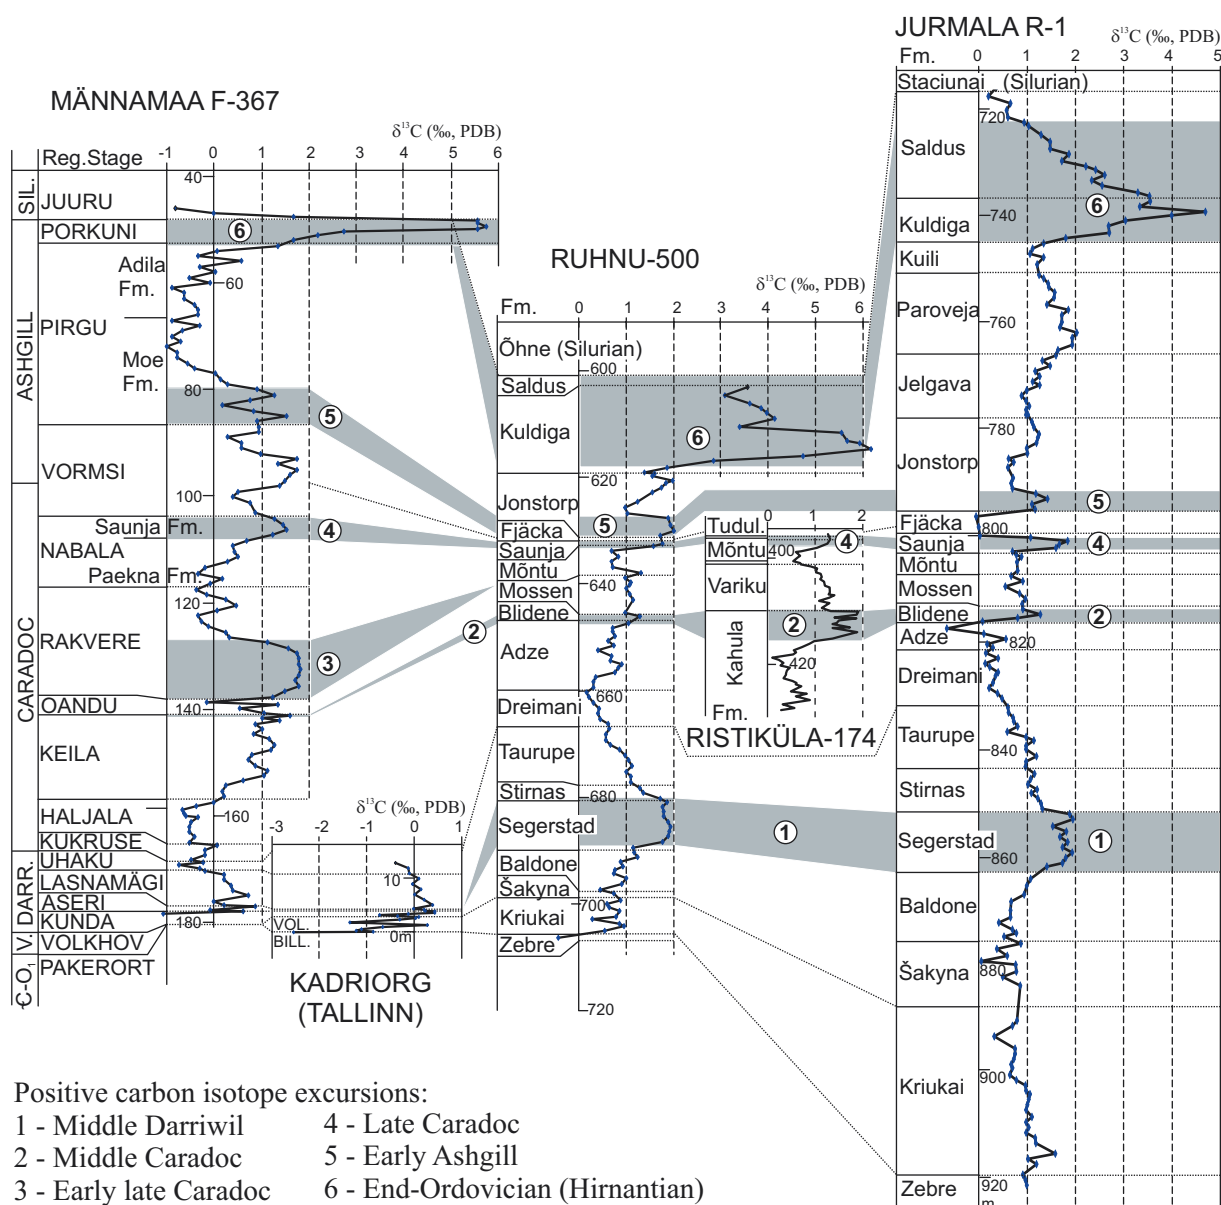 JURMALA R-1
δ¹³C (‰, PDB)
Fm.
0 1 2 3 4 5
Staciunai (Silurian)
Saldus
Kuldiga
Kuili
Paroveja
Jelgava
Jonstorp
Fjäcka
Saunja
Mõntu
Mossen
Blidene
Adze
Dreimani
Taurupe
Stirnas
Segerstad
Baldone
Šakyna
Kriukai
Zebre
720
740
760
780
800
820
840
860
880
900
920
m
6
5
4
2
1
MÄNNAMAA F-367
δ¹³C (‰, PDB)
Reg.Stage
-1 0 1 2 3 4 5 6
SIL.
ASHGILL
CARADOC
DARR.
V.
Є-O₁
JUURU
PORKUNI
Adila
Fm.
PIRGU
Moe
Fm.
VORMSI
Saunja Fm.
NABALA
Paekna Fm.
RAKVERE
OANDU
KEILA
HALJALA
KUKRUSE
UHAKU
LASNAMÄGI
ASERI
KUNDA
VOLKHOV
PAKERORT
40
60
80
100
120
140
160
180
6
5
4
3
2
δ¹³C (‰, PDB)
-3 -2 -1 0 1
10
VOL.
BILL.
0m
KADRIORG
(TALLINN)
RUHNU-500
δ¹³C (‰, PDB)
Fm.
0 1 2 3 4 5 6
Õhne (Silurian)
Saldus
Kuldiga
Jonstorp
Fjäcka
Saunja
Mõntu
Mossen
Blidene
Adze
Dreimani
Taurupe
Stirnas
Segerstad
Baldone
Šakyna
Kriukai
Zebre
600
620
640
660
680
700
720
6
5
1
0 1 2
Tudul.
Mõntu
Variku
Kahula
Fm.
400
420
4
2
RISTIKÜLA-174
Positive carbon isotope excursions:
1 - Middle Darriwil
2 - Middle Caradoc
3 - Early late Caradoc
4 - Late Caradoc
5 - Early Ashgill
6 - End-Ordovician (Hirnantian)